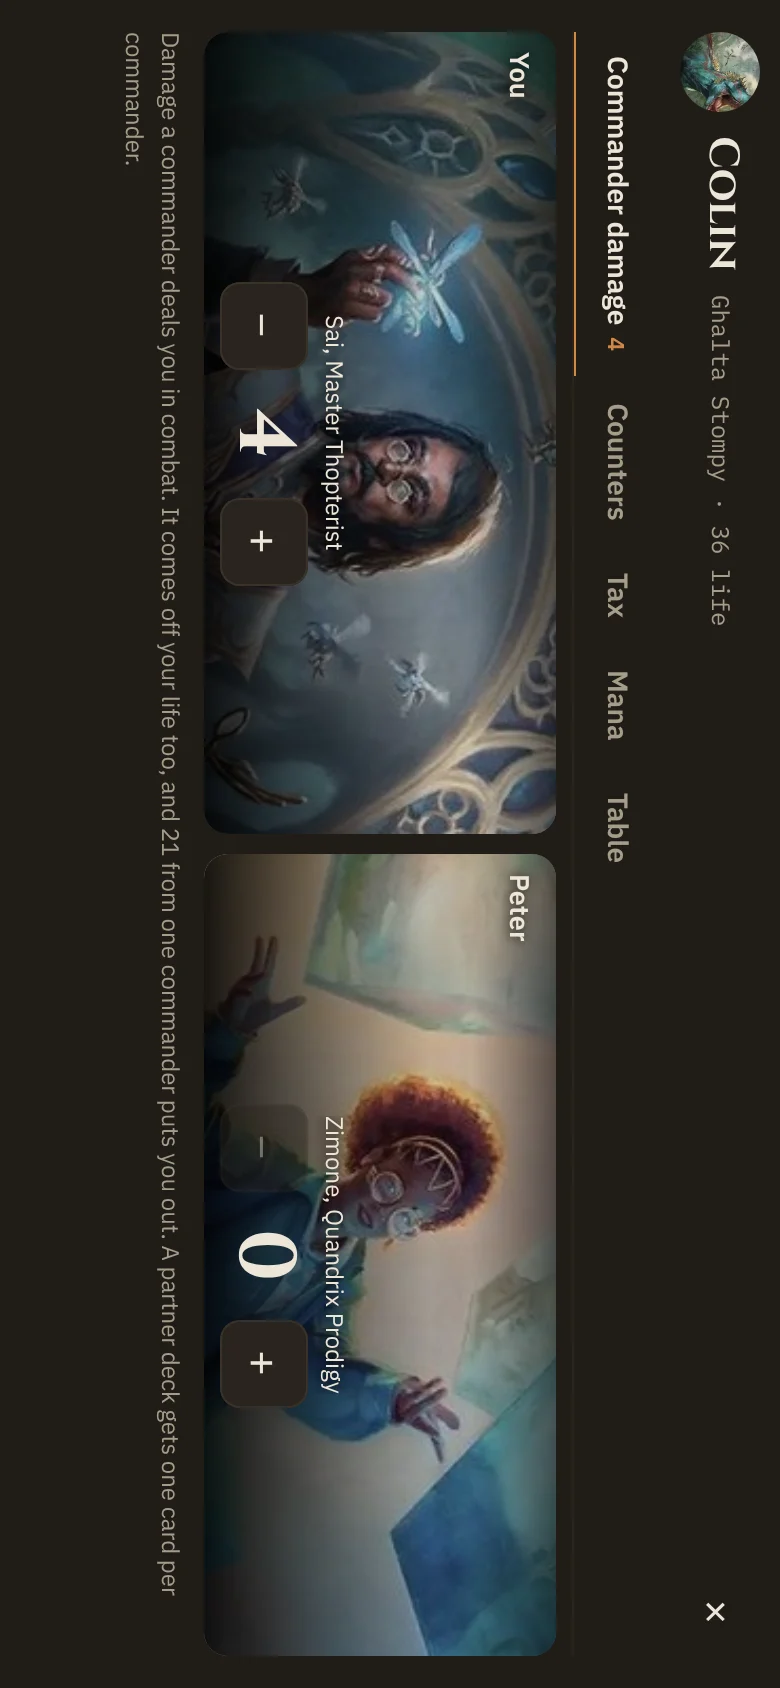 COLIN Ghalta Stompy · 36 life
×
Commander damage 4 Counters Tax Mana Table
You
Sai, Master Thopterist
− 4 +
Peter
Zimone, Quandrix Prodigy
− 0 +
Damage a commander deals you in combat. It comes off your life too, and 21 from one commander puts you out. A partner deck gets one card per
commander.